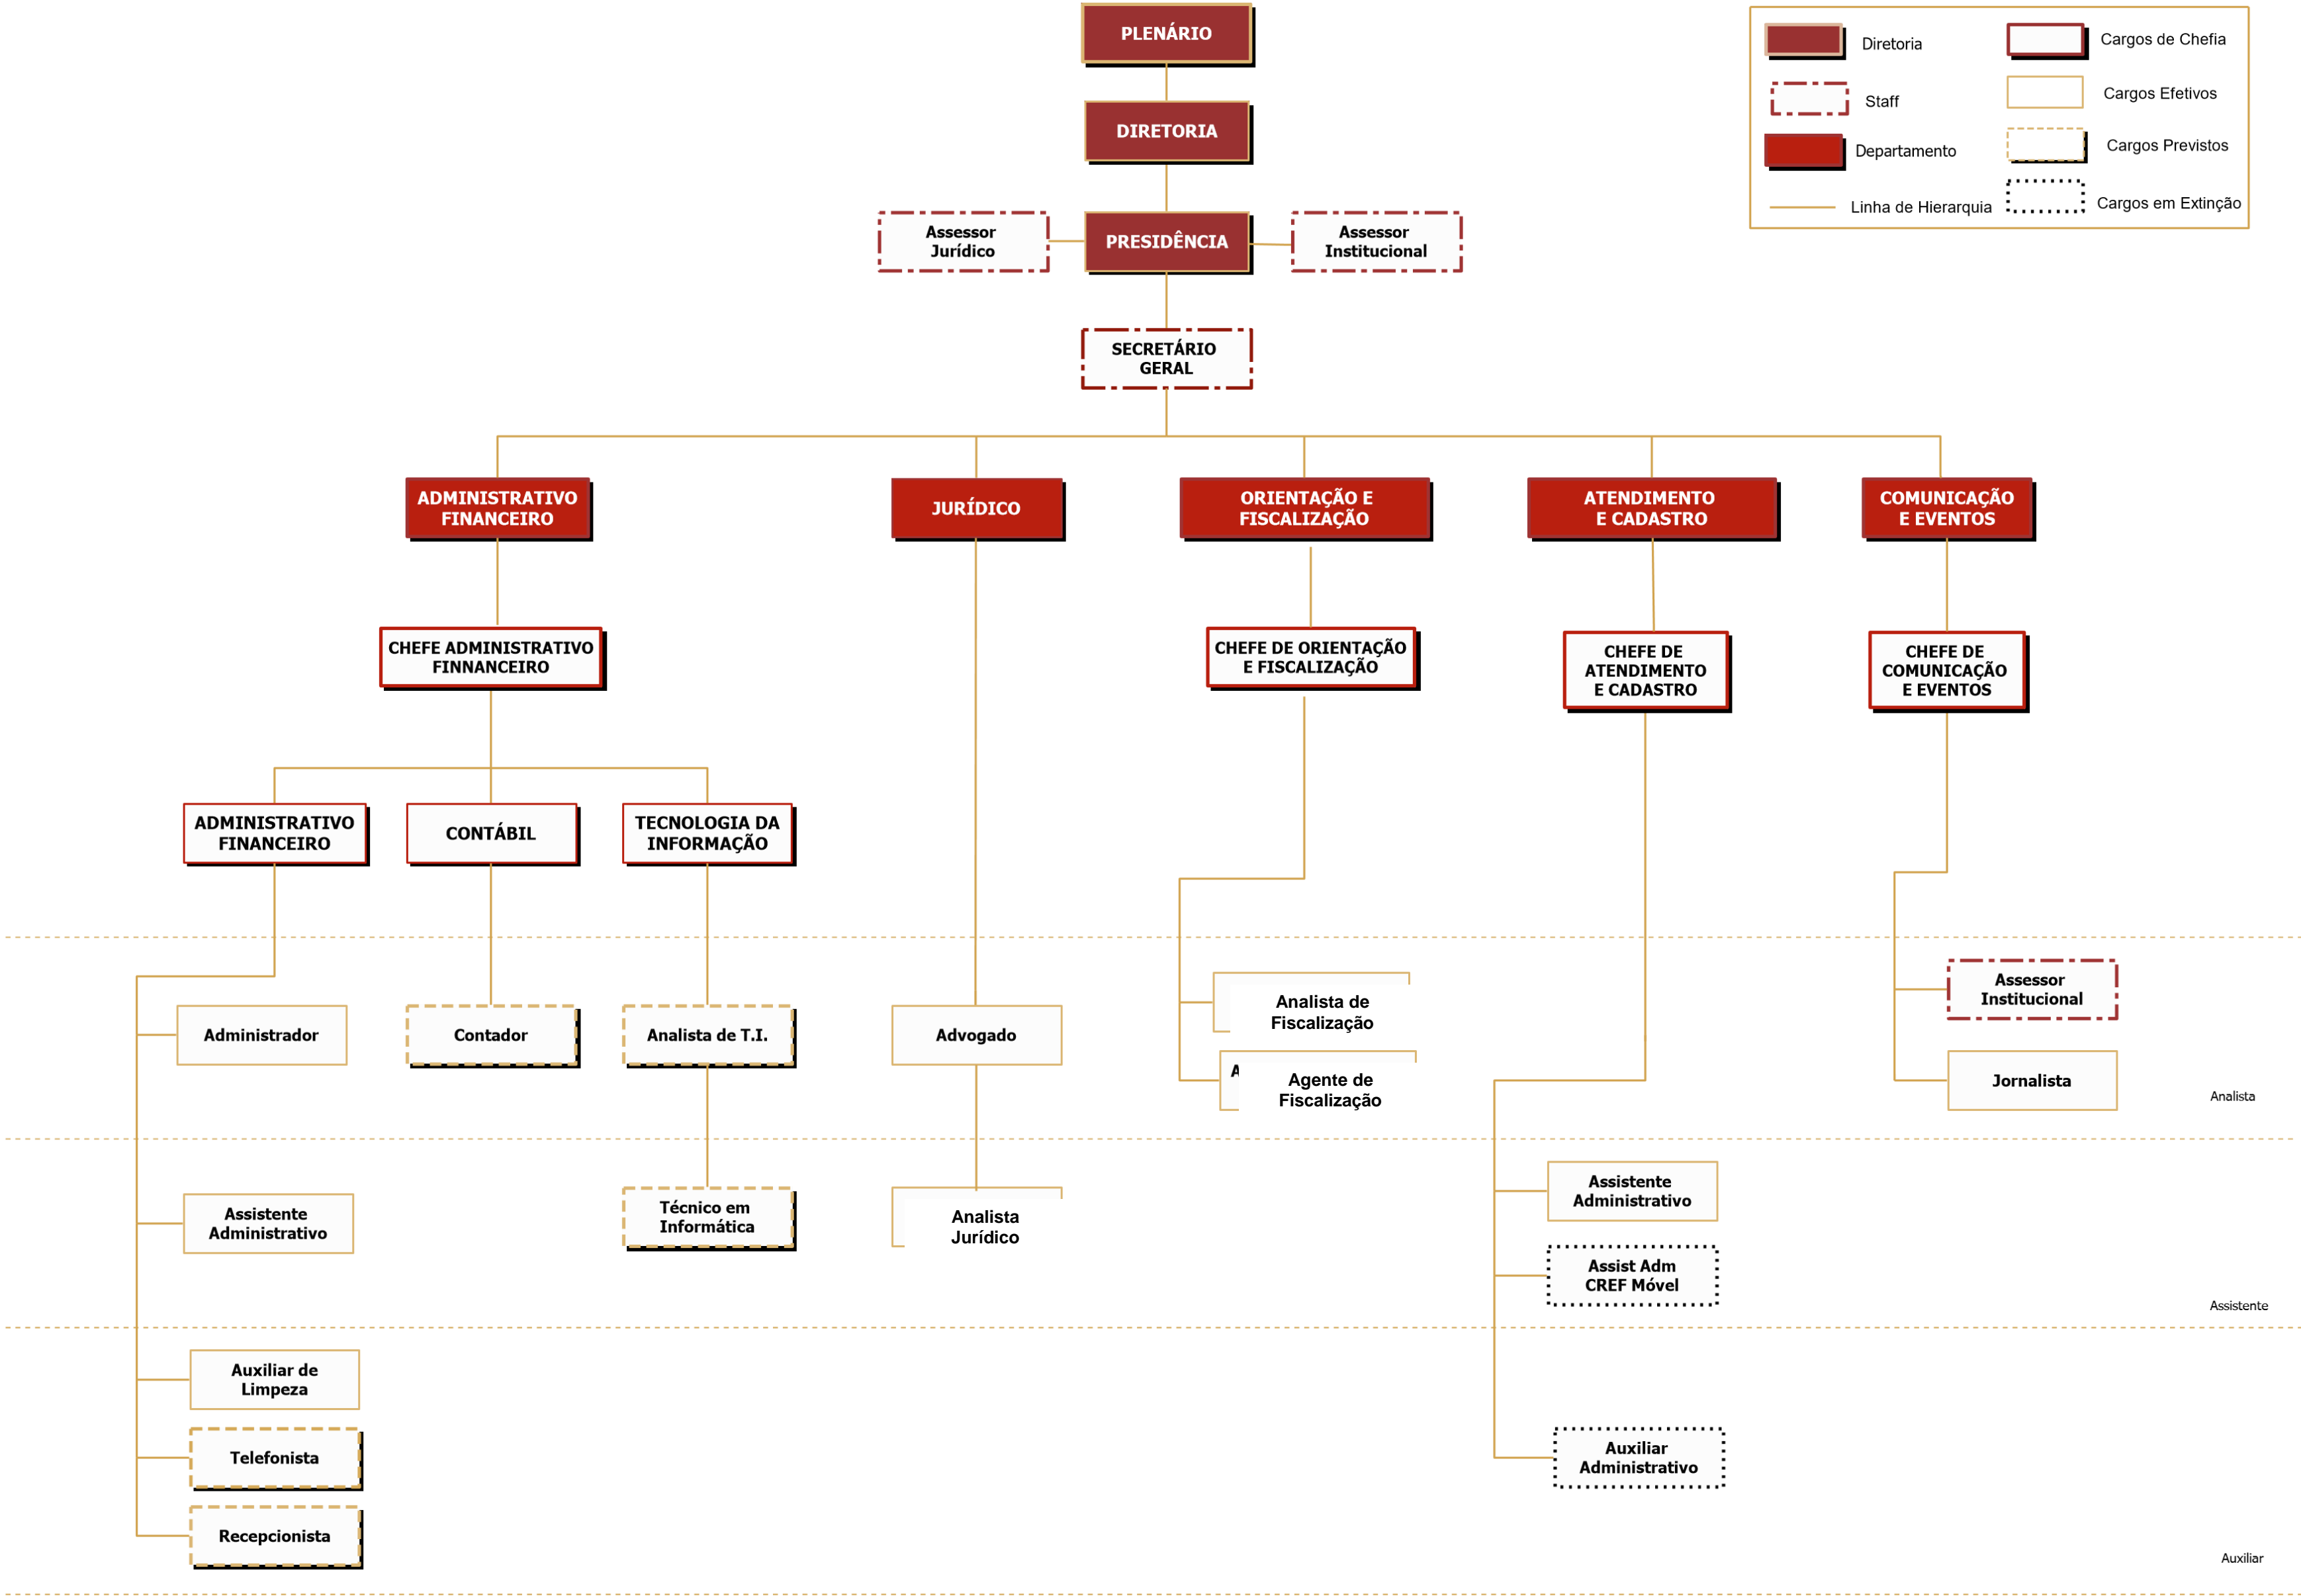 PLENÁRIO
DIRETORIA
Assessor
Jurídico
PRESIDÊNCIA
Assessor
Institucional
SECRETÁRIO
GERAL
Diretoria
Cargos de Chefia
Staff
Cargos Efetivos
Departamento
Cargos Previstos
Linha de Hierarquia
Cargos em Extinção
ADMINISTRATIVO
FINANCEIRO
JURÍDICO
ORIENTAÇÃO E
FISCALIZAÇÃO
ATENDIMENTO
E CADASTRO
COMUNICAÇÃO
E EVENTOS
CHEFE ADMINISTRATIVO
FINNANCEIRO
CHEFE DE ORIENTAÇÃO
E FISCALIZAÇÃO
CHEFE DE
ATENDIMENTO
E CADASTRO
CHEFE DE
COMUNICAÇÃO
E EVENTOS
ADMINISTRATIVO
FINANCEIRO
CONTÁBIL
TECNOLOGIA DA
INFORMAÇÃO
Administrador
Contador
Analista de T.I.
Advogado
Analista de
Fiscalização
Agente de
Fiscalização
Assessor
Institucional
Jornalista
Analista
Assistente
Administrativo
Técnico em
Informática
Analista
Jurídico
Assistente
Administrativo
Assist Adm
CREF Móvel
Assistente
Auxiliar de
Limpeza
Telefonista
Recepcionista
Auxiliar
Administrativo
Auxiliar